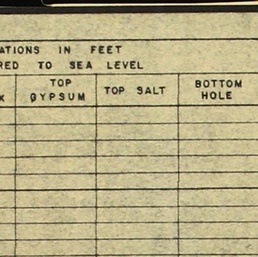 ATIONS IN FEET
RED TO SEA LEVEL
X
TOP
GYPSUM
TOP SALT
BOTTOM
HOLE